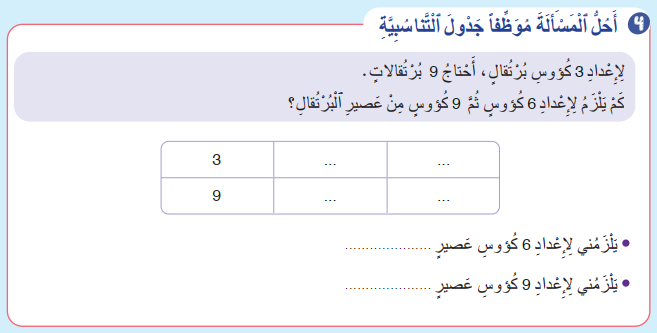 4 أَحُلُّ ٱلْمَسْأَلَةَ مُوَظِّفاً جَدْوَلَ ٱلتَّناسُبِيَّةِ
لِإِعْدادِ 3 كُؤوسِ بُرْتُقالٍ، أَحْتاجُ 9 بُرْتُقالاتٍ.
كَمْ يَلْزَمُ لِإِعْدادِ 6 كُؤوسٍ ثُمَّ 9 كُؤوسٍ مِنْ عَصيرِ ٱلْبُرْتُقالِ؟
3 ... ...
9 ... ...
• يَلْزَمُني لِإِعْدادِ 6 كُؤوسِ عَصيرٍ .....................
• يَلْزَمُني لِإِعْدادِ 9 كُؤوسِ عَصيرٍ .....................